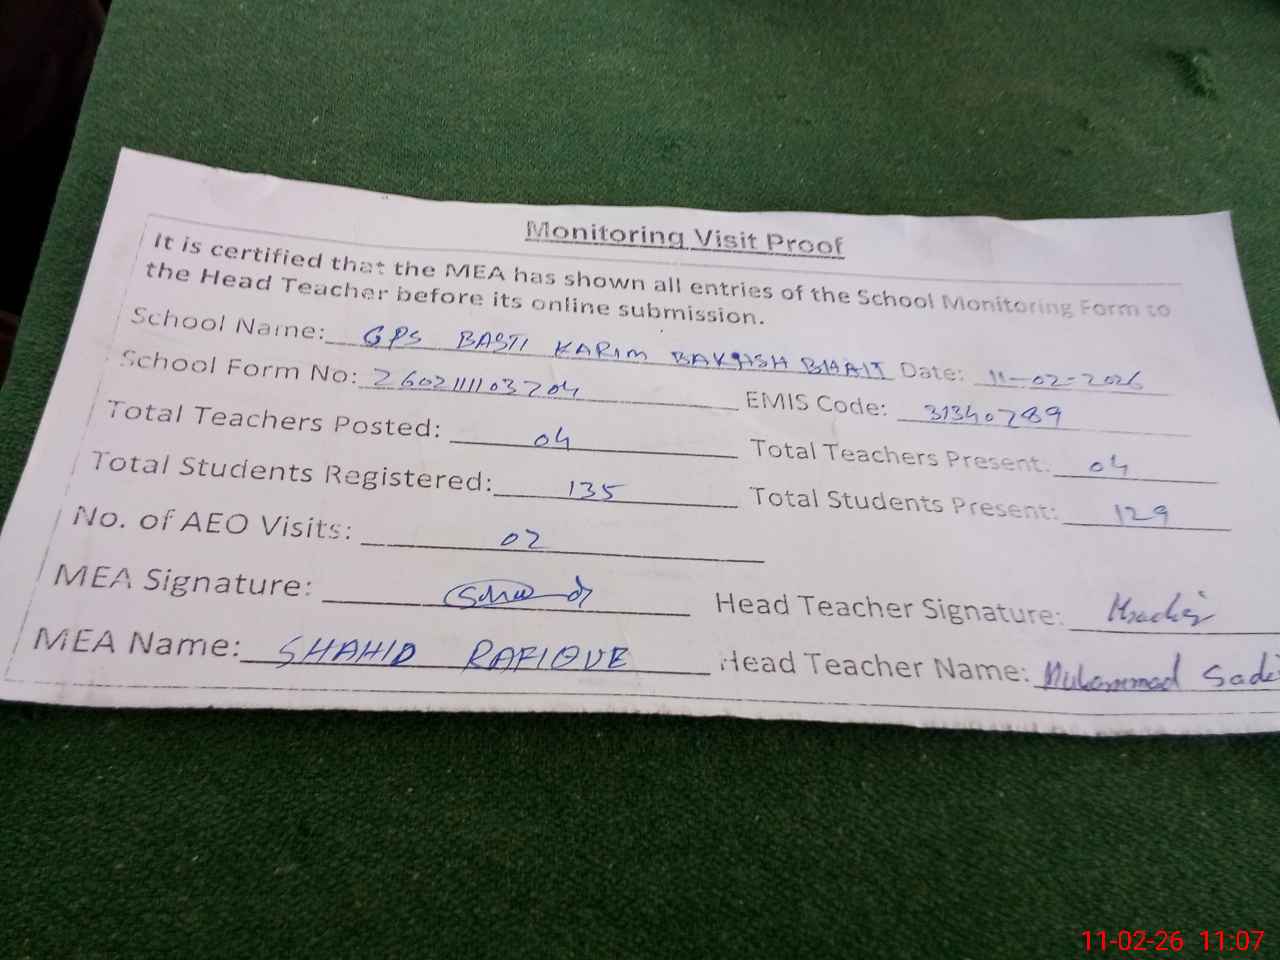 Monitoring Visit Proof
It is certified that the MEA has shown all entries of the School Monitoring Form to
the Head Teacher before its online submission.
School Name: GPS BASTI KARIM BAKHSH BHAIT Date: 11-02-2026
School Form No: 260211103204 EMIS Code: 31340789
Total Teachers Posted: 04 Total Teachers Present: 04
Total Students Registered: 135 Total Students Present: 129
No. of AEO Visits: 02
MEA Signature: Head Teacher Signature:
MEA Name: SHAHID RAFIQUE Head Teacher Name: Muhammad
11-02-26 11:07